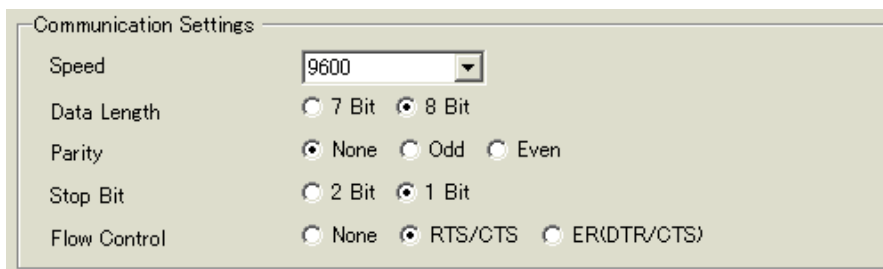 Communication Settings
Speed 9600
Data Length 7 Bit 8 Bit
Parity None Odd Even
Stop Bit 2 Bit 1 Bit
Flow Control None RTS/CTS ER(DTR/CTS)